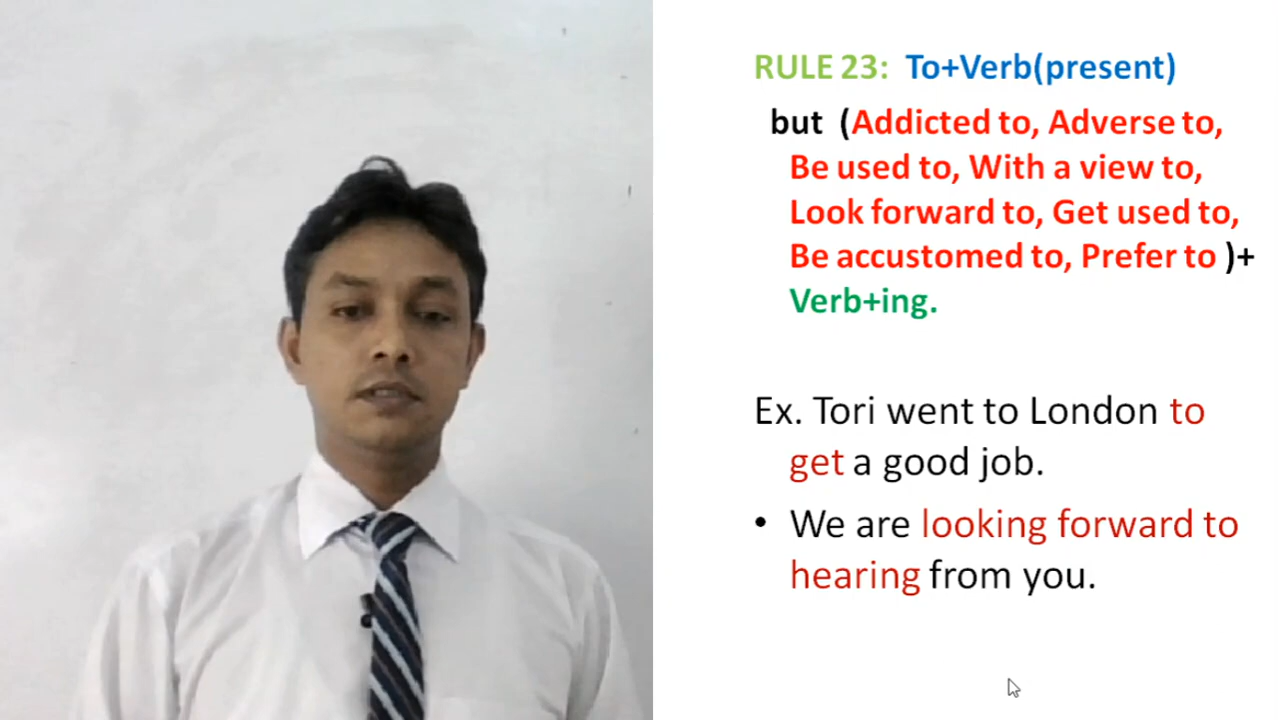 RULE 23: To+Verb(present)
but (Addicted to, Adverse to,
Be used to, With a view to,
Look forward to, Get used to,
Be accustomed to, Prefer to )+
Verb+ing.
Ex. Tori went to London to
get a good job.
• We are looking forward to
hearing from you.